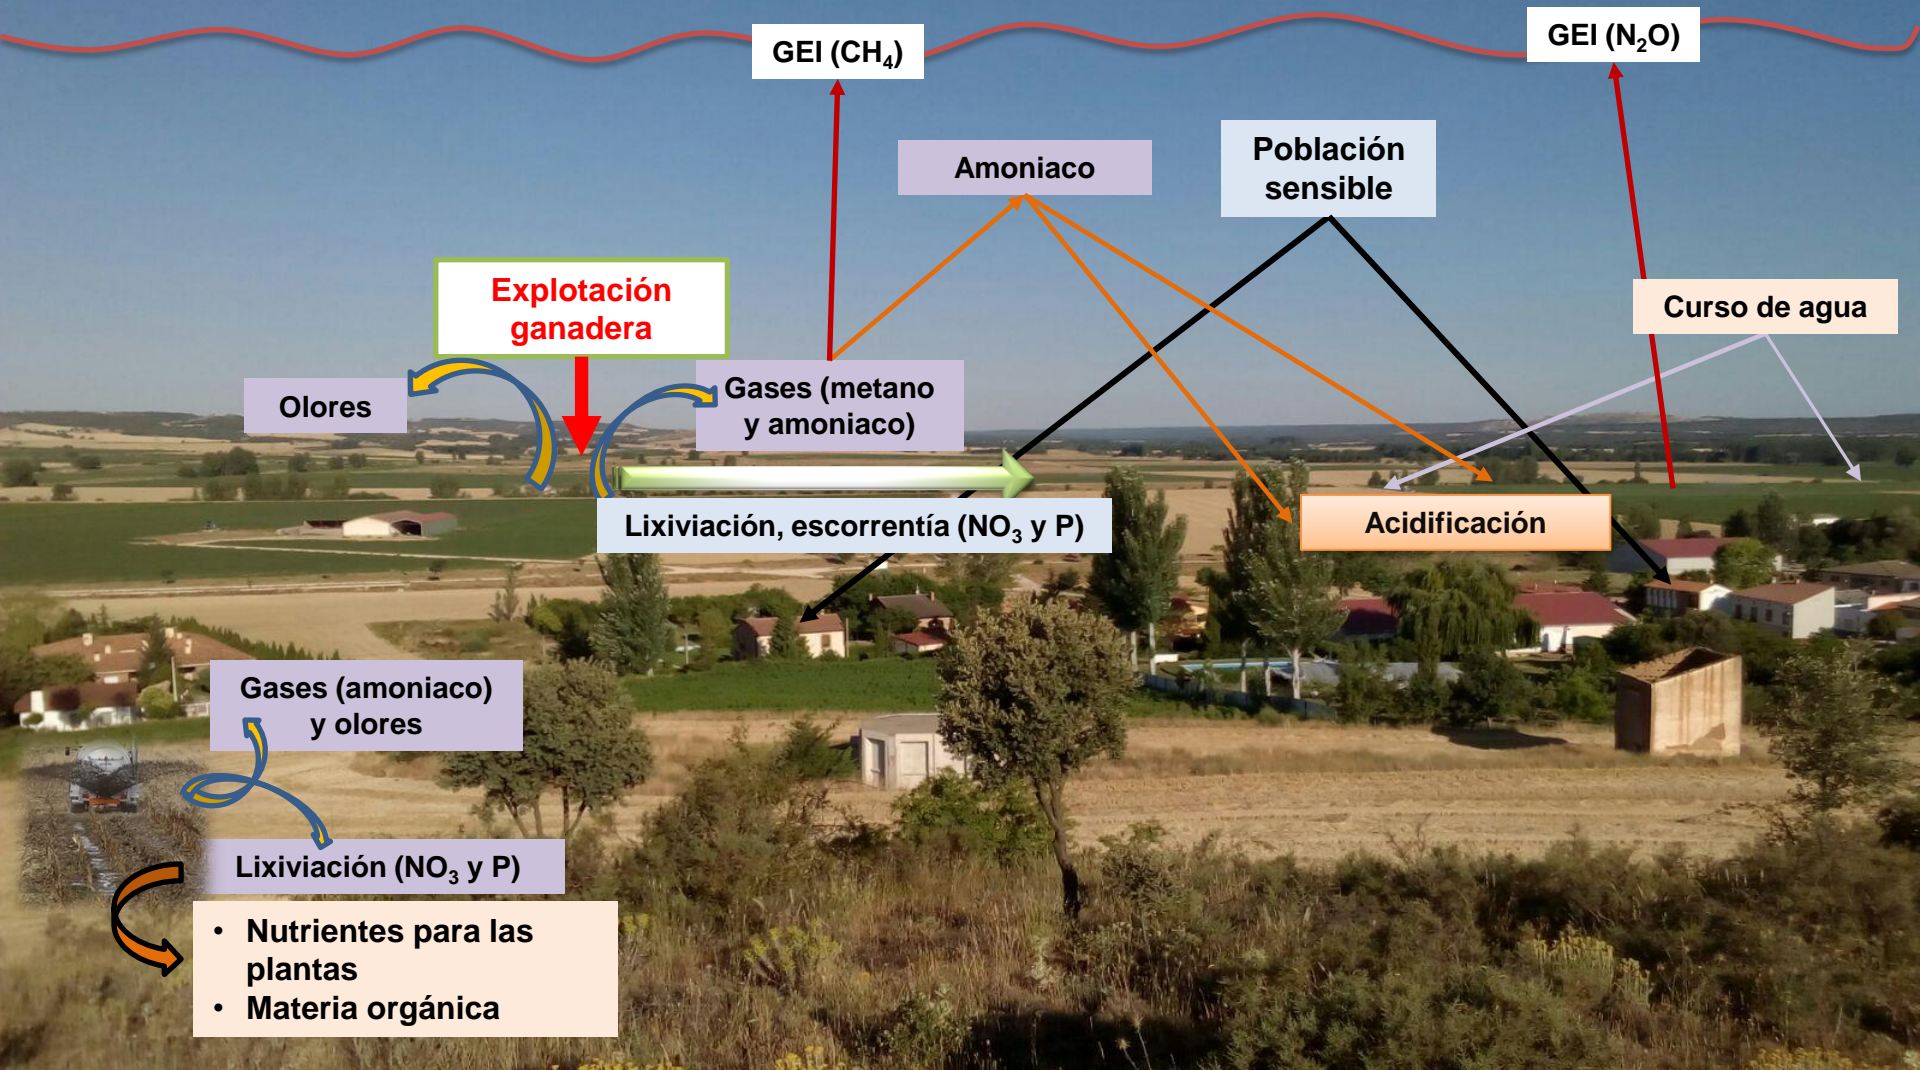 GEI (CH₄)
GEI (N₂O)
Amoniaco
Población
sensible
Explotación
ganadera
Curso de agua
Olores
Gases (metano
y amoniaco)
Lixiviación, escorrentía (NO₃ y P)
Acidificación
Gases (amoniaco)
y olores
Lixiviación (NO₃ y P)
• Nutrientes para las
plantas
• Materia orgánica